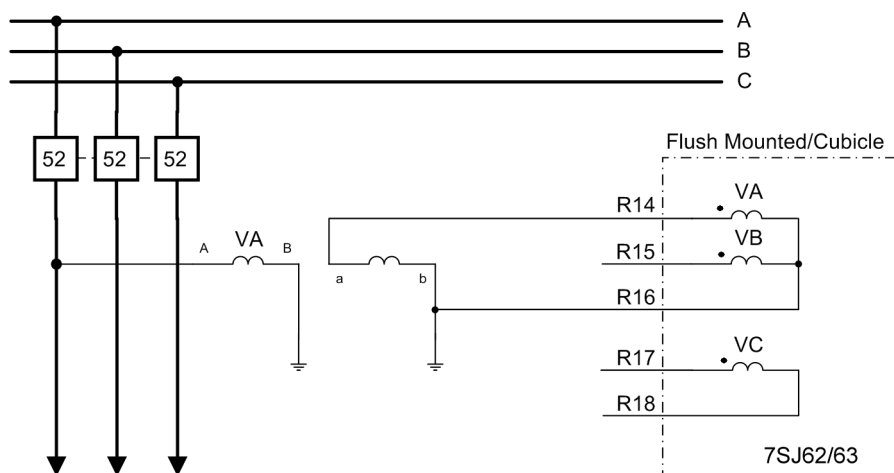 A
B
C
52 52 52
Flush Mounted/Cubicle
R14 VA
A VA B
a b
R15 VB
R16
R17 VC
R18
7SJ62/63